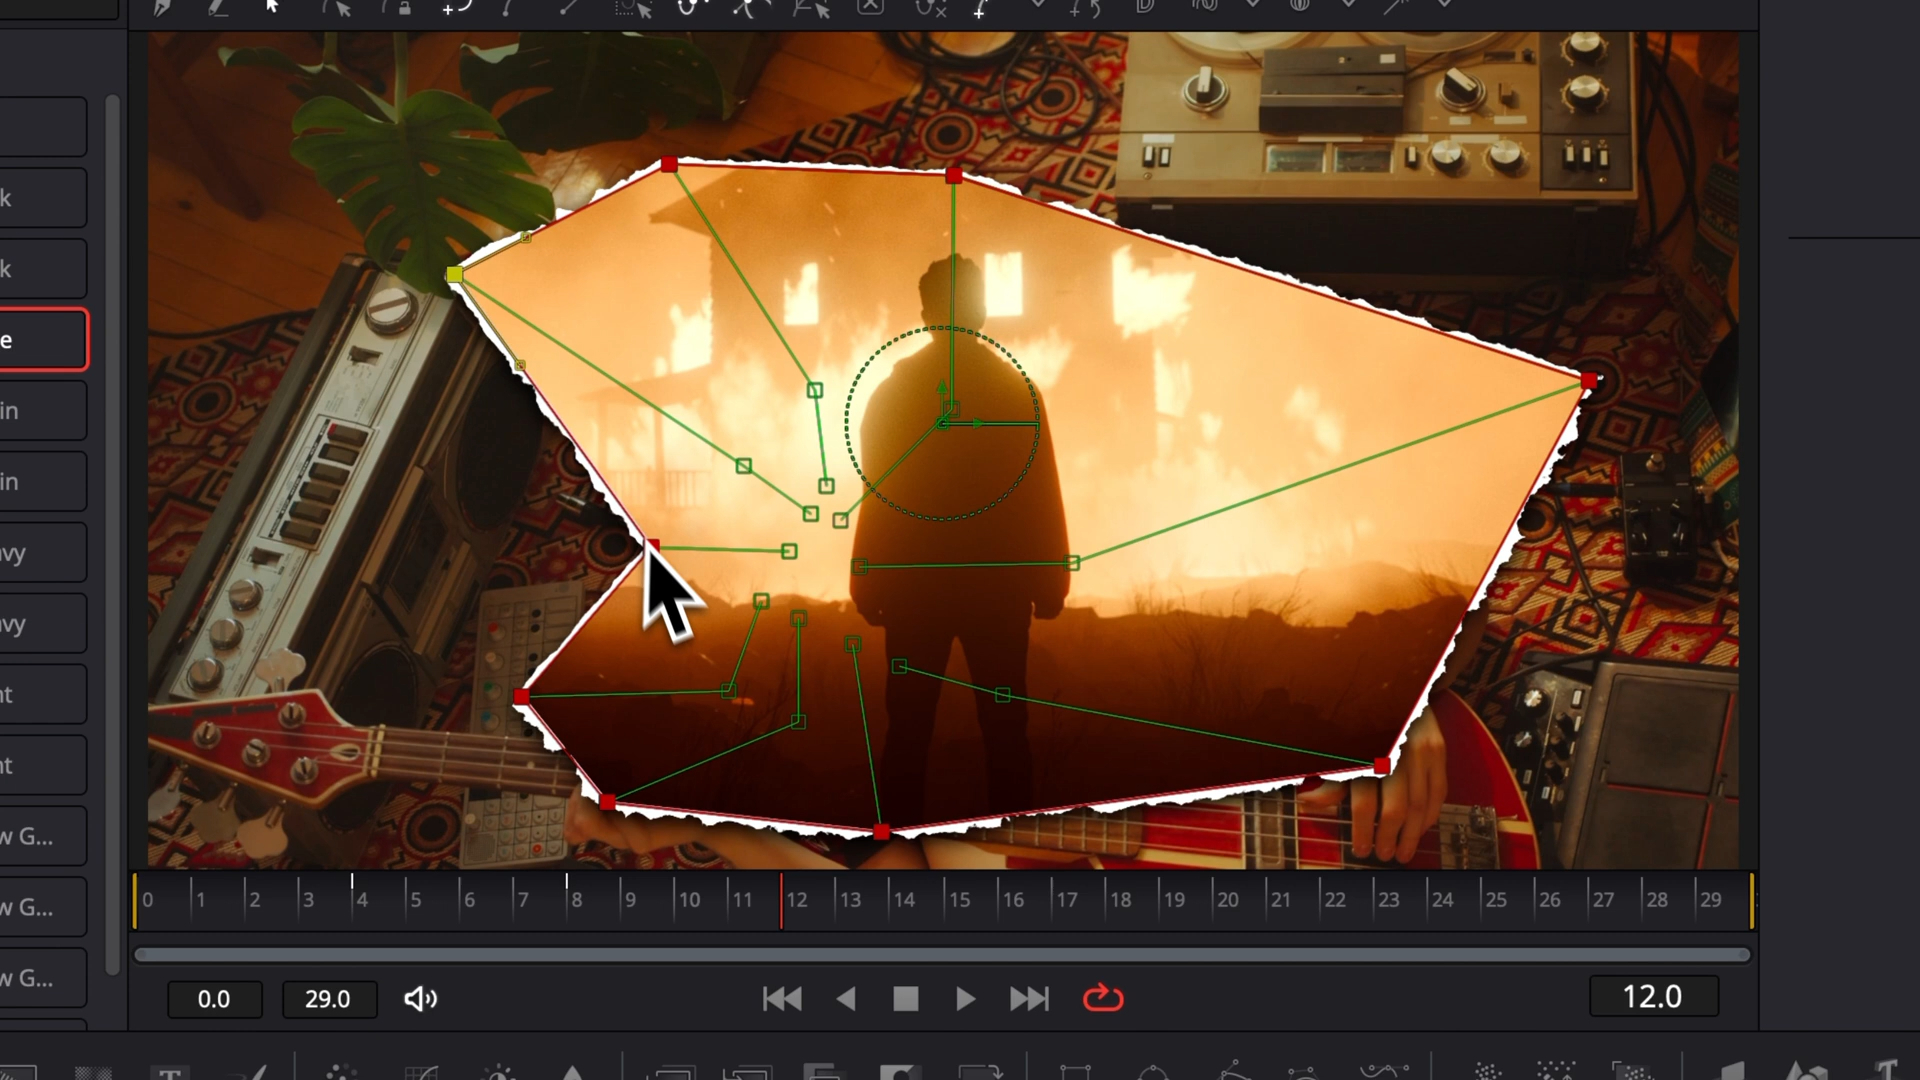 k
k
e
in
in
vy
vy
nt
nt
w G...
w G...
w G...
0 1 2 3 4 5 6 7 8 9 10 11 12 13 14 15 16 17 18 19 20 21 22 23 24 25 26 27 28 29
0.0 29.0 12.0
T T